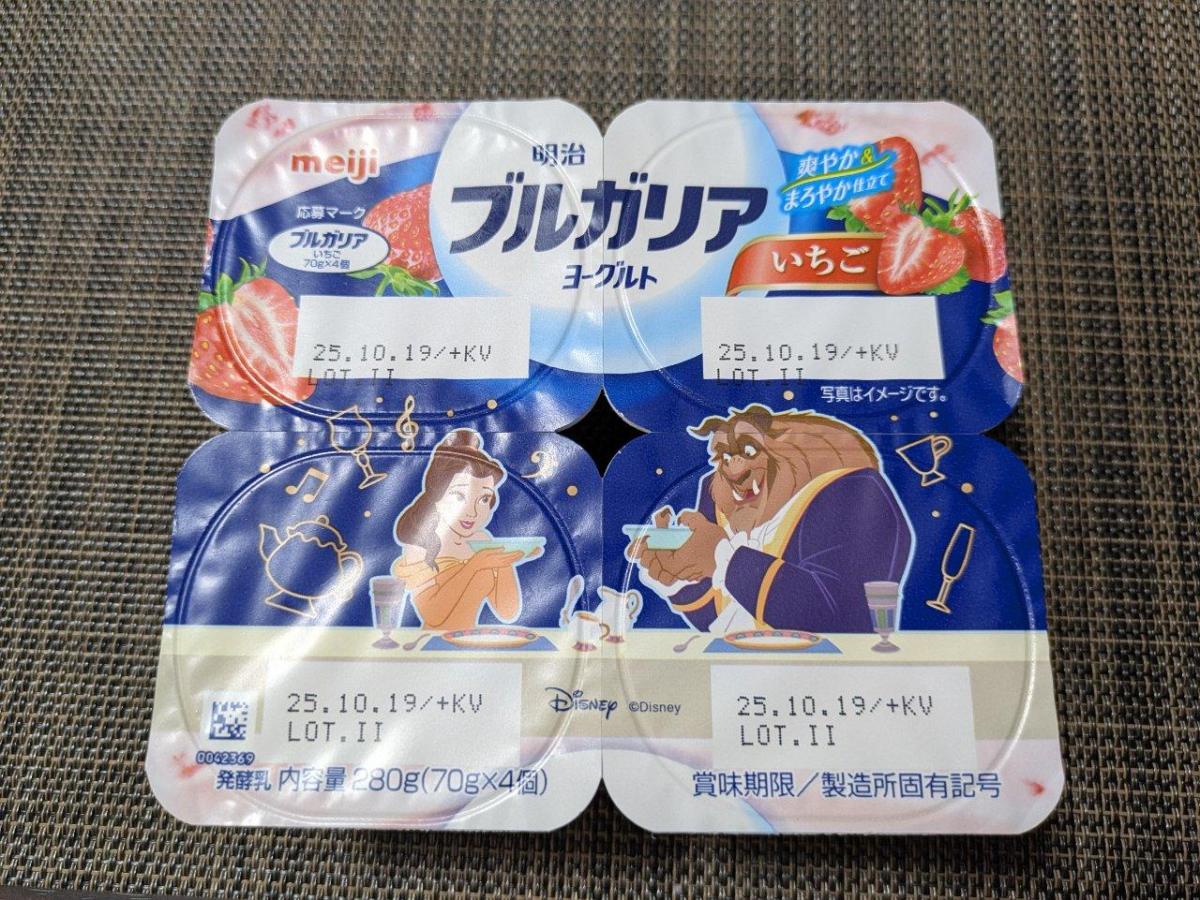 meiji
明治
ブルガリア
ヨーグルト
応募マーク
ブルガリア
いちご
70g×4個
爽やか&
まろやか仕立て
いちご
25.10.19/+KV
LOT.II
25.10.19/+KV
LOT.II
写真はイメージです。
25.10.19/+KV
LOT.II
Disney ©Disney
25.10.19/+KV
LOT.II
0042369
発酵乳 内容量 280g(70g×4個)
賞味期限/製造所固有記号